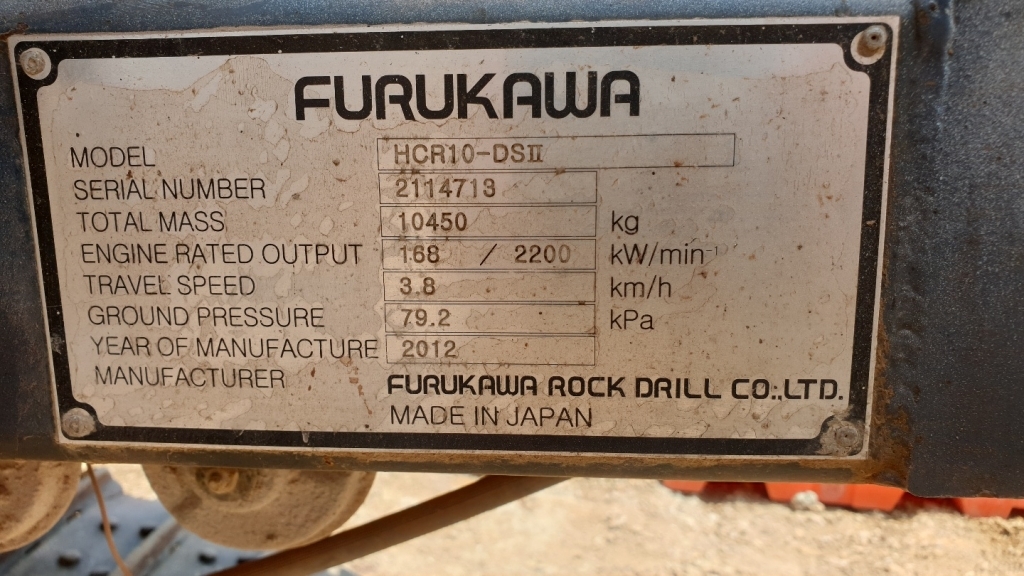 FURUKAWA
MODEL HCR10-DSⅡ
SERIAL NUMBER 2114713
TOTAL MASS 10450 kg
ENGINE RATED OUTPUT 168 / 2200 kW/min⁻¹
TRAVEL SPEED 3.8 km/h
GROUND PRESSURE 79.2 kPa
YEAR OF MANUFACTURE 2012
MANUFACTURER FURUKAWA ROCK DRILL CO.,LTD.
MADE IN JAPAN